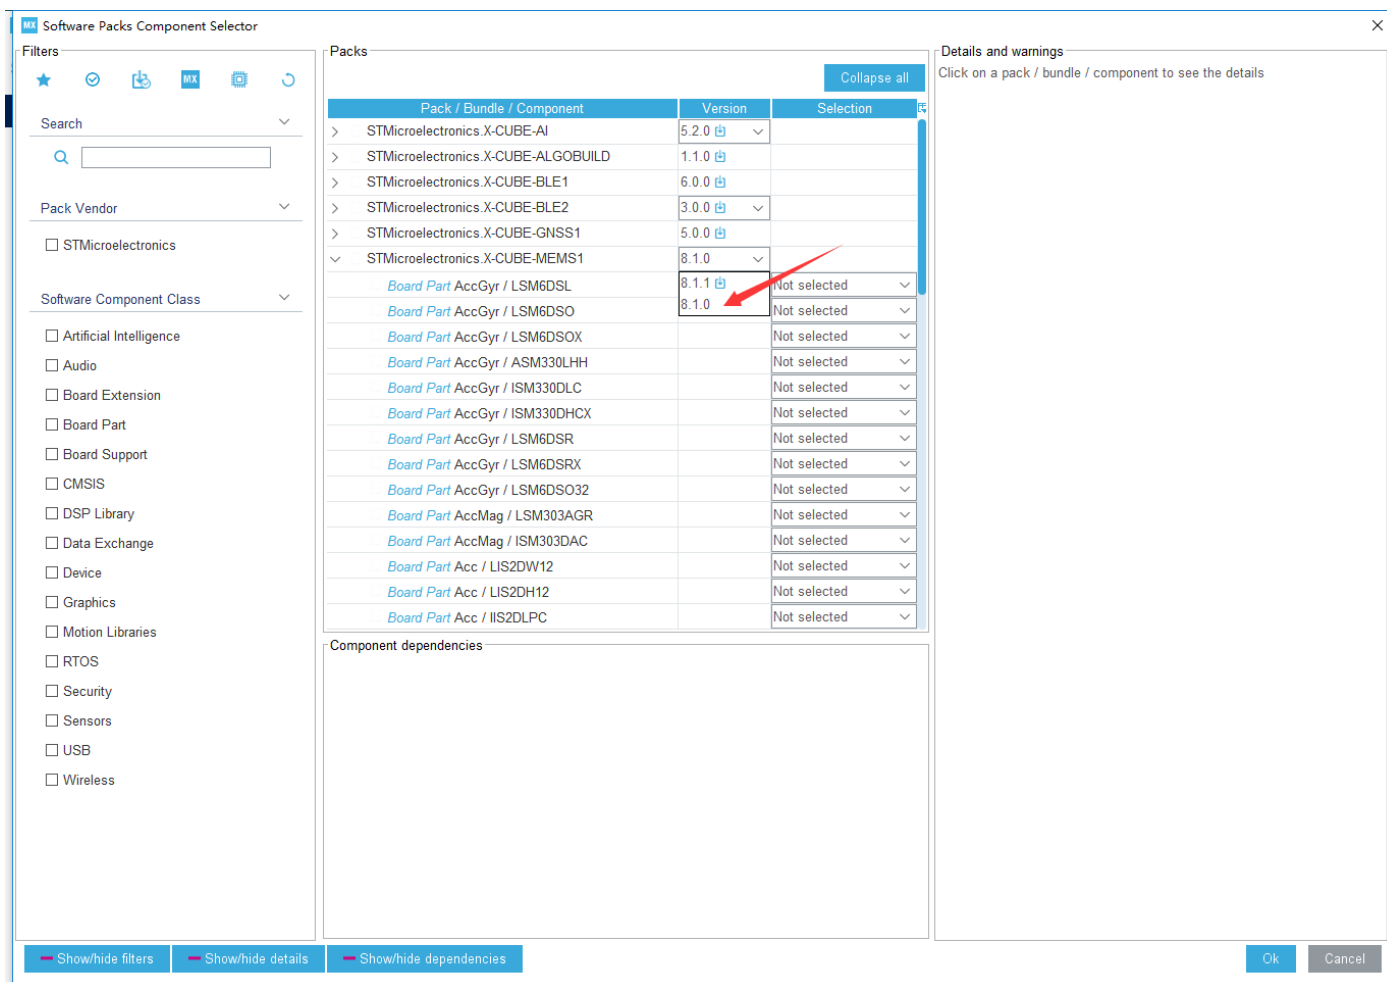 MX Software Packs Component Selector
Filters
MX
Search
Pack Vendor
STMicroelectronics
Software Component Class
Artificial Intelligence
Audio
Board Extension
Board Part
Board Support
CMSIS
DSP Library
Data Exchange
Device
Graphics
Motion Libraries
RTOS
Security
Sensors
USB
Wireless
Packs
Collapse all
Pack / Bundle / Component Version Selection
STMicroelectronics.X-CUBE-AI 5.2.0
STMicroelectronics.X-CUBE-ALGOBUILD 1.1.0
STMicroelectronics.X-CUBE-BLE1 6.0.0
STMicroelectronics.X-CUBE-BLE2 3.0.0
STMicroelectronics.X-CUBE-GNSS1 5.0.0
STMicroelectronics.X-CUBE-MEMS1 8.1.0
Board Part AccGyr / LSM6DSL 8.1.1 Not selected
Board Part AccGyr / LSM6DSO 8.1.0 Not selected
Board Part AccGyr / LSM6DSOX Not selected
Board Part AccGyr / ASM330LHH Not selected
Board Part AccGyr / ISM330DLC Not selected
Board Part AccGyr / ISM330DHCX Not selected
Board Part AccGyr / LSM6DSR Not selected
Board Part AccGyr / LSM6DSRX Not selected
Board Part AccGyr / LSM6DSO32 Not selected
Board Part AccMag / LSM303AGR Not selected
Board Part AccMag / ISM303DAC Not selected
Board Part Acc / LIS2DW12 Not selected
Board Part Acc / LIS2DH12 Not selected
Board Part Acc / IIS2DLPC Not selected
Component dependencies
Details and warnings
Click on a pack / bundle / component to see the details
Show/hide filters Show/hide details Show/hide dependencies Ok Cancel